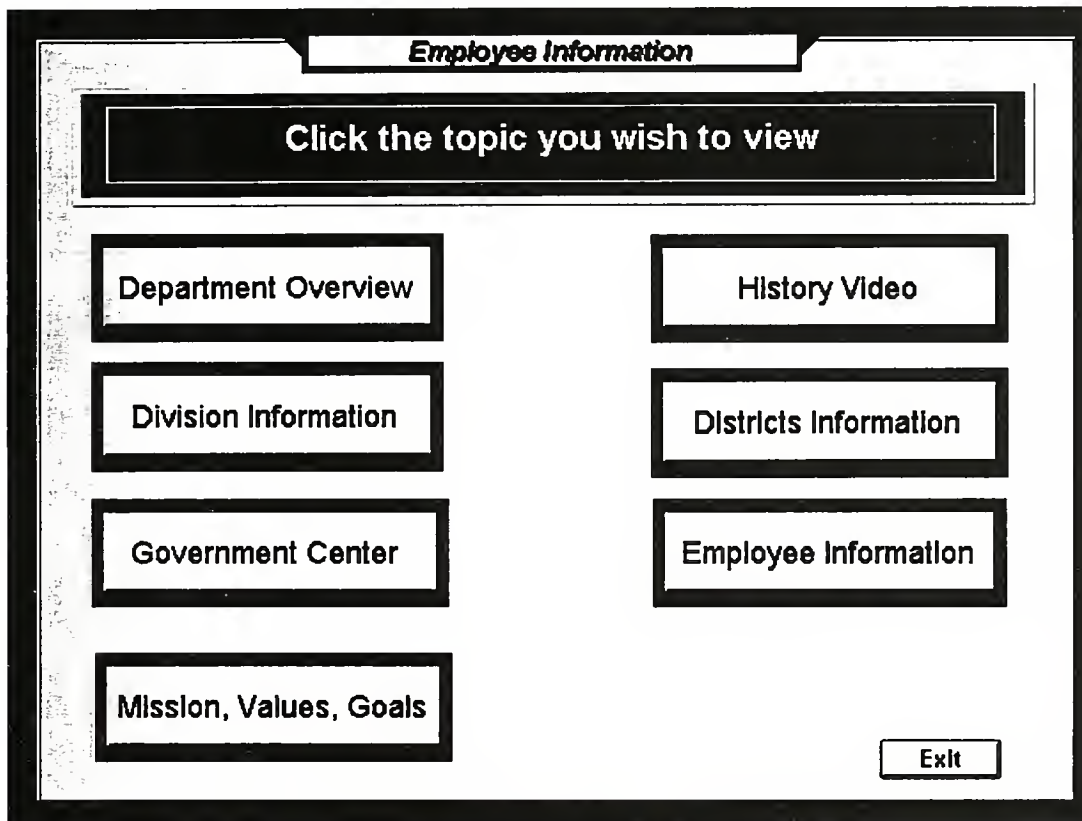 Employee Information
Click the topic you wish to view
Department Overview
History Video
Division Information
Districts Information
Government Center
Employee Information
Mission, Values, Goals
Exit